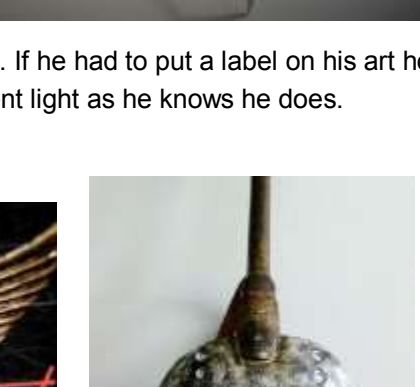 . If he had to put a label on his art he
nt light as he knows he does.